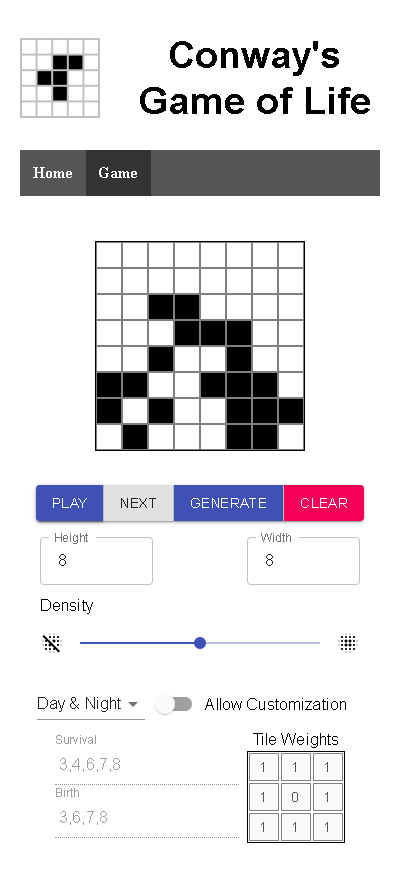 Conway's
Game of Life
Home Game
PLAY NEXT GENERATE CLEAR
Height Width
8 8
Density
Day & Night Allow Customization
Survival Tile Weights
3,4,6,7,8 1 1 1
Birth 1 0 1
3,6,7,8 1 1 1